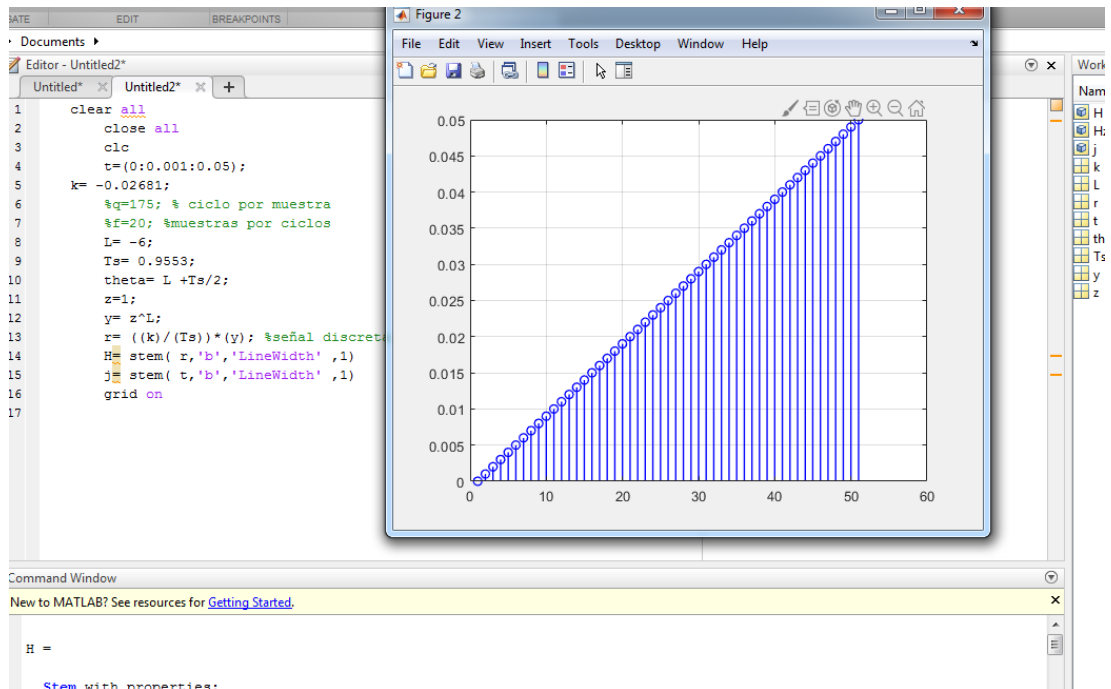 GATE EDIT BREAKPOINTS
Documents
Editor - Untitled2*
Untitled* Untitled2* +
1 clear all
2 close all
3 clc
4 t=(0:0.001:0.05);
5 k= -0.02681;
6 %q=175; % ciclo por muestra
7 %f=20; %muestras por ciclos
8 L= -6;
9 Ts= 0.9553;
10 theta= L +Ts/2;
11 z=1;
12 y= z^L;
13 r= ((k)/(Ts))*(y); %señal discreta
14 H= stem( r,'b','LineWidth' ,1)
15 j= stem( t,'b','LineWidth' ,1)
16 grid on
17
Figure 2
File Edit View Insert Tools Desktop Window Help
0.05
0.045
0.04
0.035
0.03
0.025
0.02
0.015
0.01
0.005
0
0 10 20 30 40 50 60
Work
Nam
H
Hz
j
k
L
r
t
th
Ts
y
z
Command Window
New to MATLAB? See resources for Getting Started.
H =
Stem with properties: